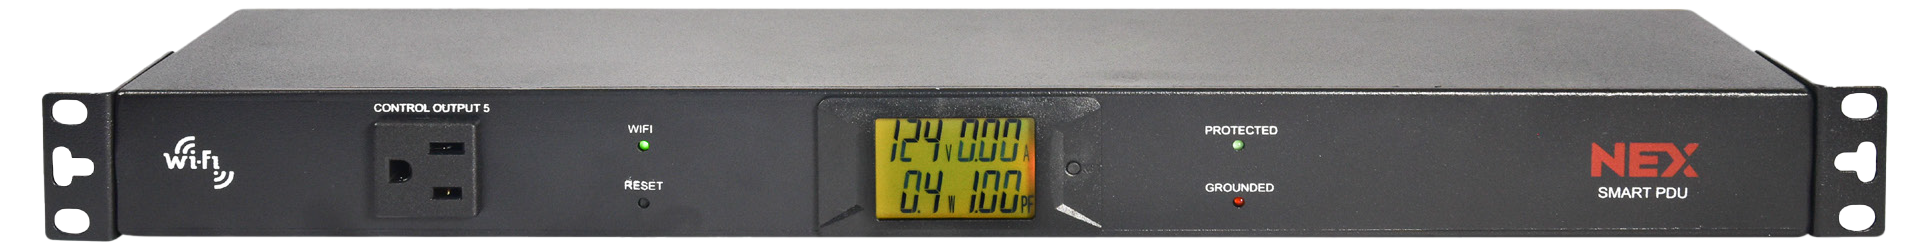 Wi-Fi
CONTROL OUTPUT 5
WIFI
RESET
124 V 0.00 A
0.4 W 1.00 PF
PROTECTED
GROUNDED
NEX
SMART PDU